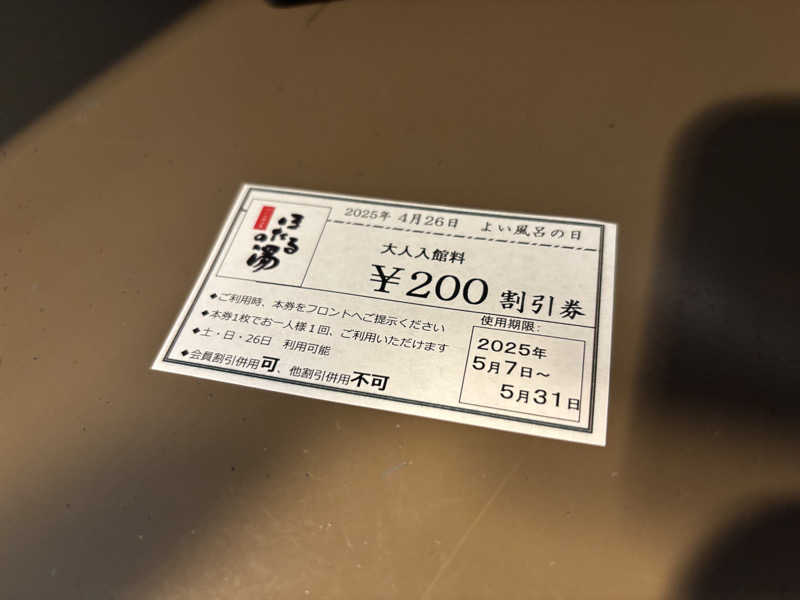 2025年 4月26日 よい風呂の日
ほたる
の湯
大人入館料
¥200 割引券
◆ご利用時、本券をフロントへご提示ください
◆本券1枚でお一人様1回、ご利用いただけます
◆土・日・26日 利用可能
◆会員割引併用可、他割引併用不可
使用期限:
2025年
5月7日~
5月31日